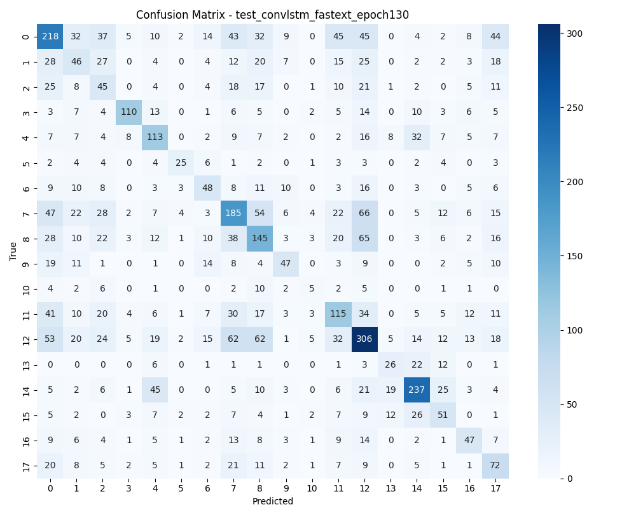 Confusion Matrix - test_convlstm_fastext_epoch130
0 218 32 37 5 10 2 14 43 32 9 0 45 45 0 4 2 8 44
1 28 46 27 0 4 0 4 12 20 7 0 15 25 0 2 2 3 18
2 25 8 45 0 4 0 4 18 17 0 1 10 21 1 2 0 5 11
3 3 7 4 110 13 0 1 6 5 0 2 5 14 0 10 3 6 5
4 7 7 4 8 113 0 2 9 7 2 0 2 16 8 32 7 5 7
5 2 4 4 0 4 25 6 1 2 0 1 3 3 0 2 4 0 3
6 9 10 8 0 3 3 48 8 11 10 0 3 16 0 3 0 5 6
7 47 22 28 2 7 4 3 185 54 6 4 22 66 0 5 12 6 15
8 28 10 22 3 12 1 10 38 145 3 3 20 65 0 3 6 2 16
9 19 11 1 0 1 0 14 8 4 47 0 3 9 0 0 2 5 10
10 4 2 6 0 1 0 0 2 10 2 5 2 5 0 0 1 1 0
11 41 10 20 4 6 1 7 30 17 3 3 115 34 0 5 5 12 11
12 53 20 24 5 19 2 15 62 62 1 5 32 306 5 14 12 13 18
13 0 0 0 0 6 0 1 1 1 0 0 1 3 26 22 12 0 1
14 5 2 6 1 45 0 0 5 10 3 0 6 21 19 237 25 3 4
15 5 2 0 3 7 2 2 7 4 1 2 7 9 12 26 51 0 1
16 9 6 4 1 5 1 2 13 8 3 1 9 14 0 2 1 47 7
17 20 8 5 2 5 1 2 21 11 2 0 7 9 0 5 1 1 72
0 1 2 3 4 5 6 7 8 9 10 11 12 13 14 15 16 17
Predicted
True
300
250
200
150
100
50
0